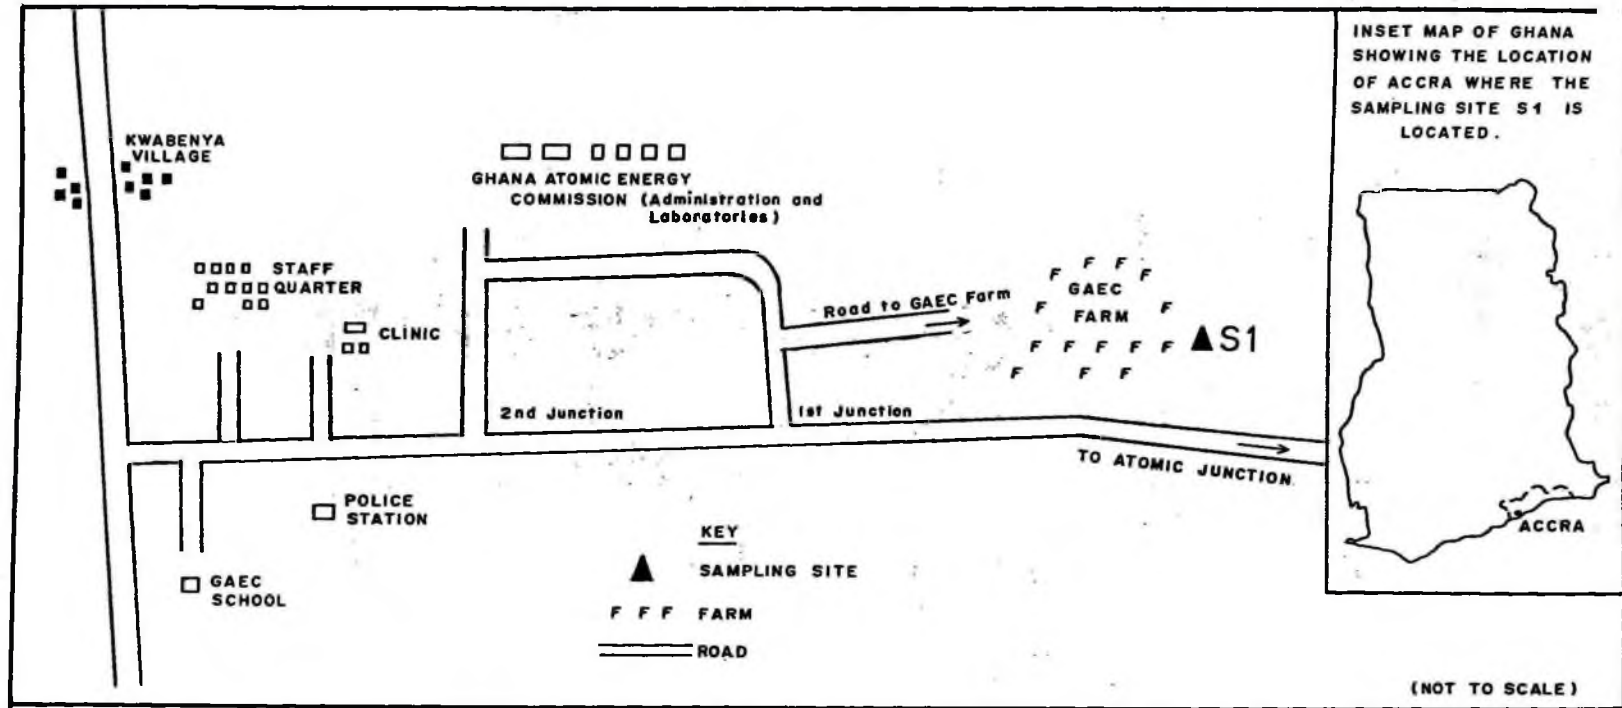 INSET MAP OF GHANA
SHOWING THE LOCATION
OF ACCRA WHERE THE
SAMPLING SITE S1 IS
LOCATED.
KWABENYA
VILLAGE
GHANA ATOMIC ENERGY
COMMISSION (Administration and
Laboratories)
STAFF
QUARTER
CLINIC
Road to GAEC Farm
F F F
F F
GAEC
F F
FARM
F F F F F
F F F
S1
2nd Junction
1st Junction
TO ATOMIC JUNCTION
ACCRA
POLICE
STATION
GAEC
SCHOOL
KEY
SAMPLING SITE
F F F FARM
ROAD
(NOT TO SCALE)